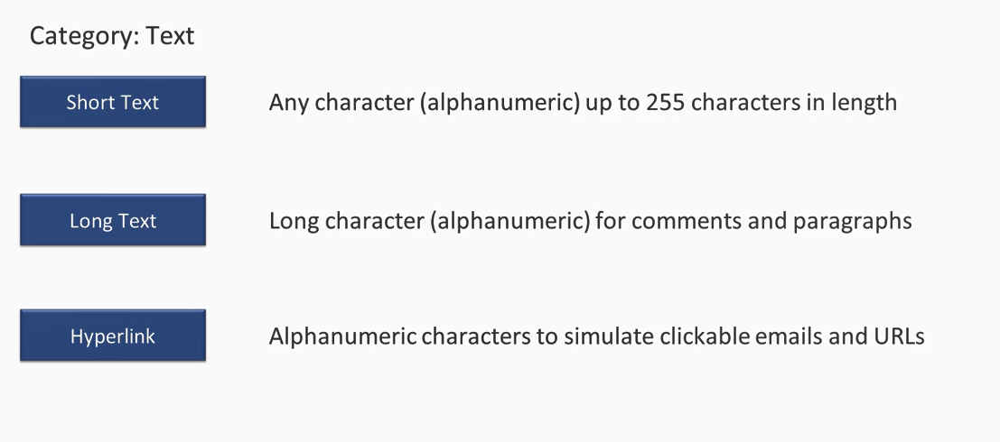 Category: Text
Short Text
Any character (alphanumeric) up to 255 characters in length
Long Text
Long character (alphanumeric) for comments and paragraphs
Hyperlink
Alphanumeric characters to simulate clickable emails and URLs